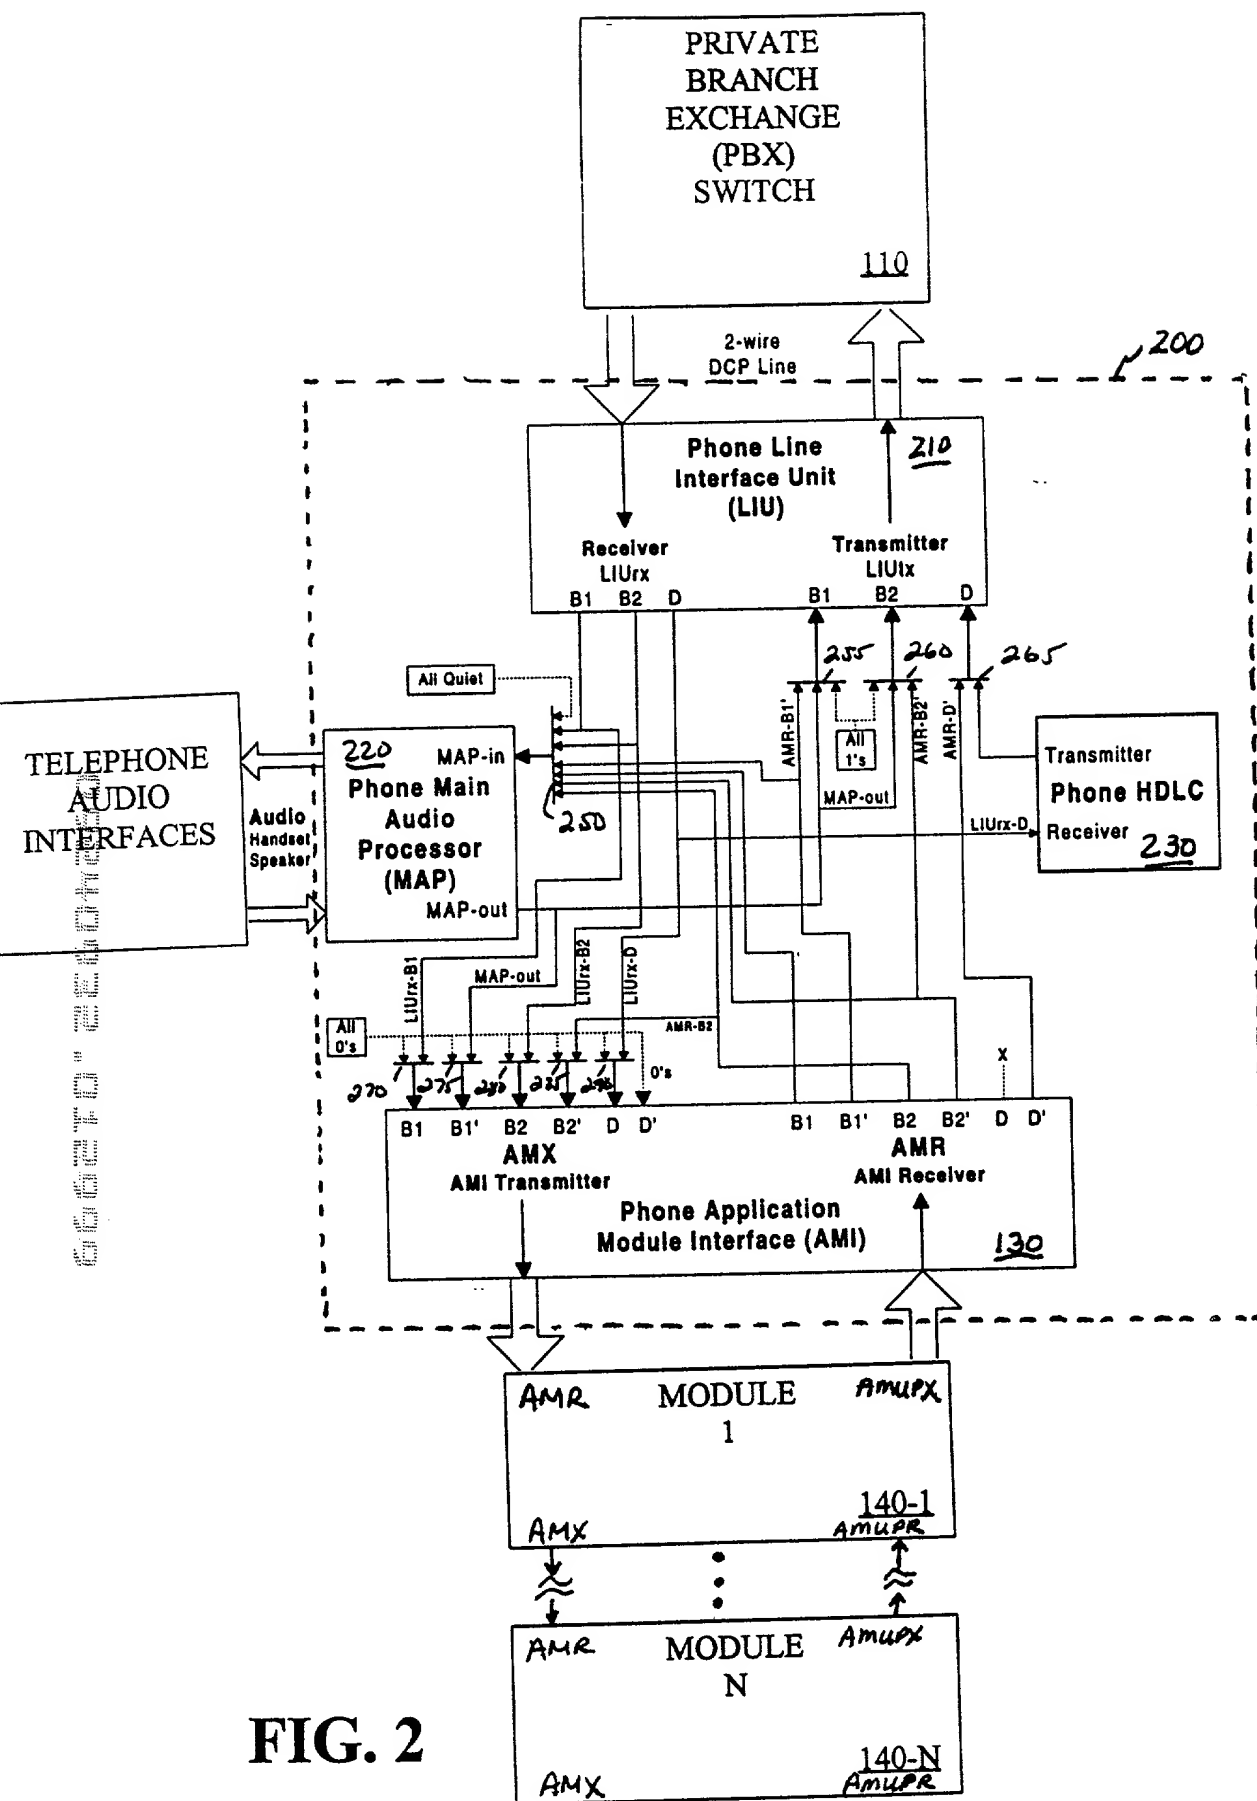 PRIVATE
BRANCH
EXCHANGE
(PBX)
SWITCH
110
2-wire
DCP Line
200
Phone Line
Interface Unit
(LIU)
210
Receiver
LIUrx
Transmitter
LIUtx
B1 B2 D
B1 B2 D
255
260
265
All Quiet
All
1's
AMR-B1'
AMR-B2'
AMR-D'
MAP-out
TELEPHONE
AUDIO
INTERFACES
Audio
Handset
Speaker
220
MAP-in
Phone Main
Audio
Processor
(MAP)
MAP-out
250
Transmitter
Phone HDLC
LIUrx-D
Receiver
230
LIUrx-B1
MAP-out
LIUrx-B2
LIUrx-D
AMR-B2
All
0's
0's
X
270
275
280
285
290
B1 B1' B2 B2' D D'
B1 B1' B2 B2' D D'
AMX
AMI Transmitter
AMR
AMI Receiver
Phone Application
Module Interface (AMI)
130
AMR
MODULE
1
AMUPX
140-1
AMX
AMUPR
AMR
MODULE
N
AMUPX
140-N
AMX
AMUPR
FIG. 2